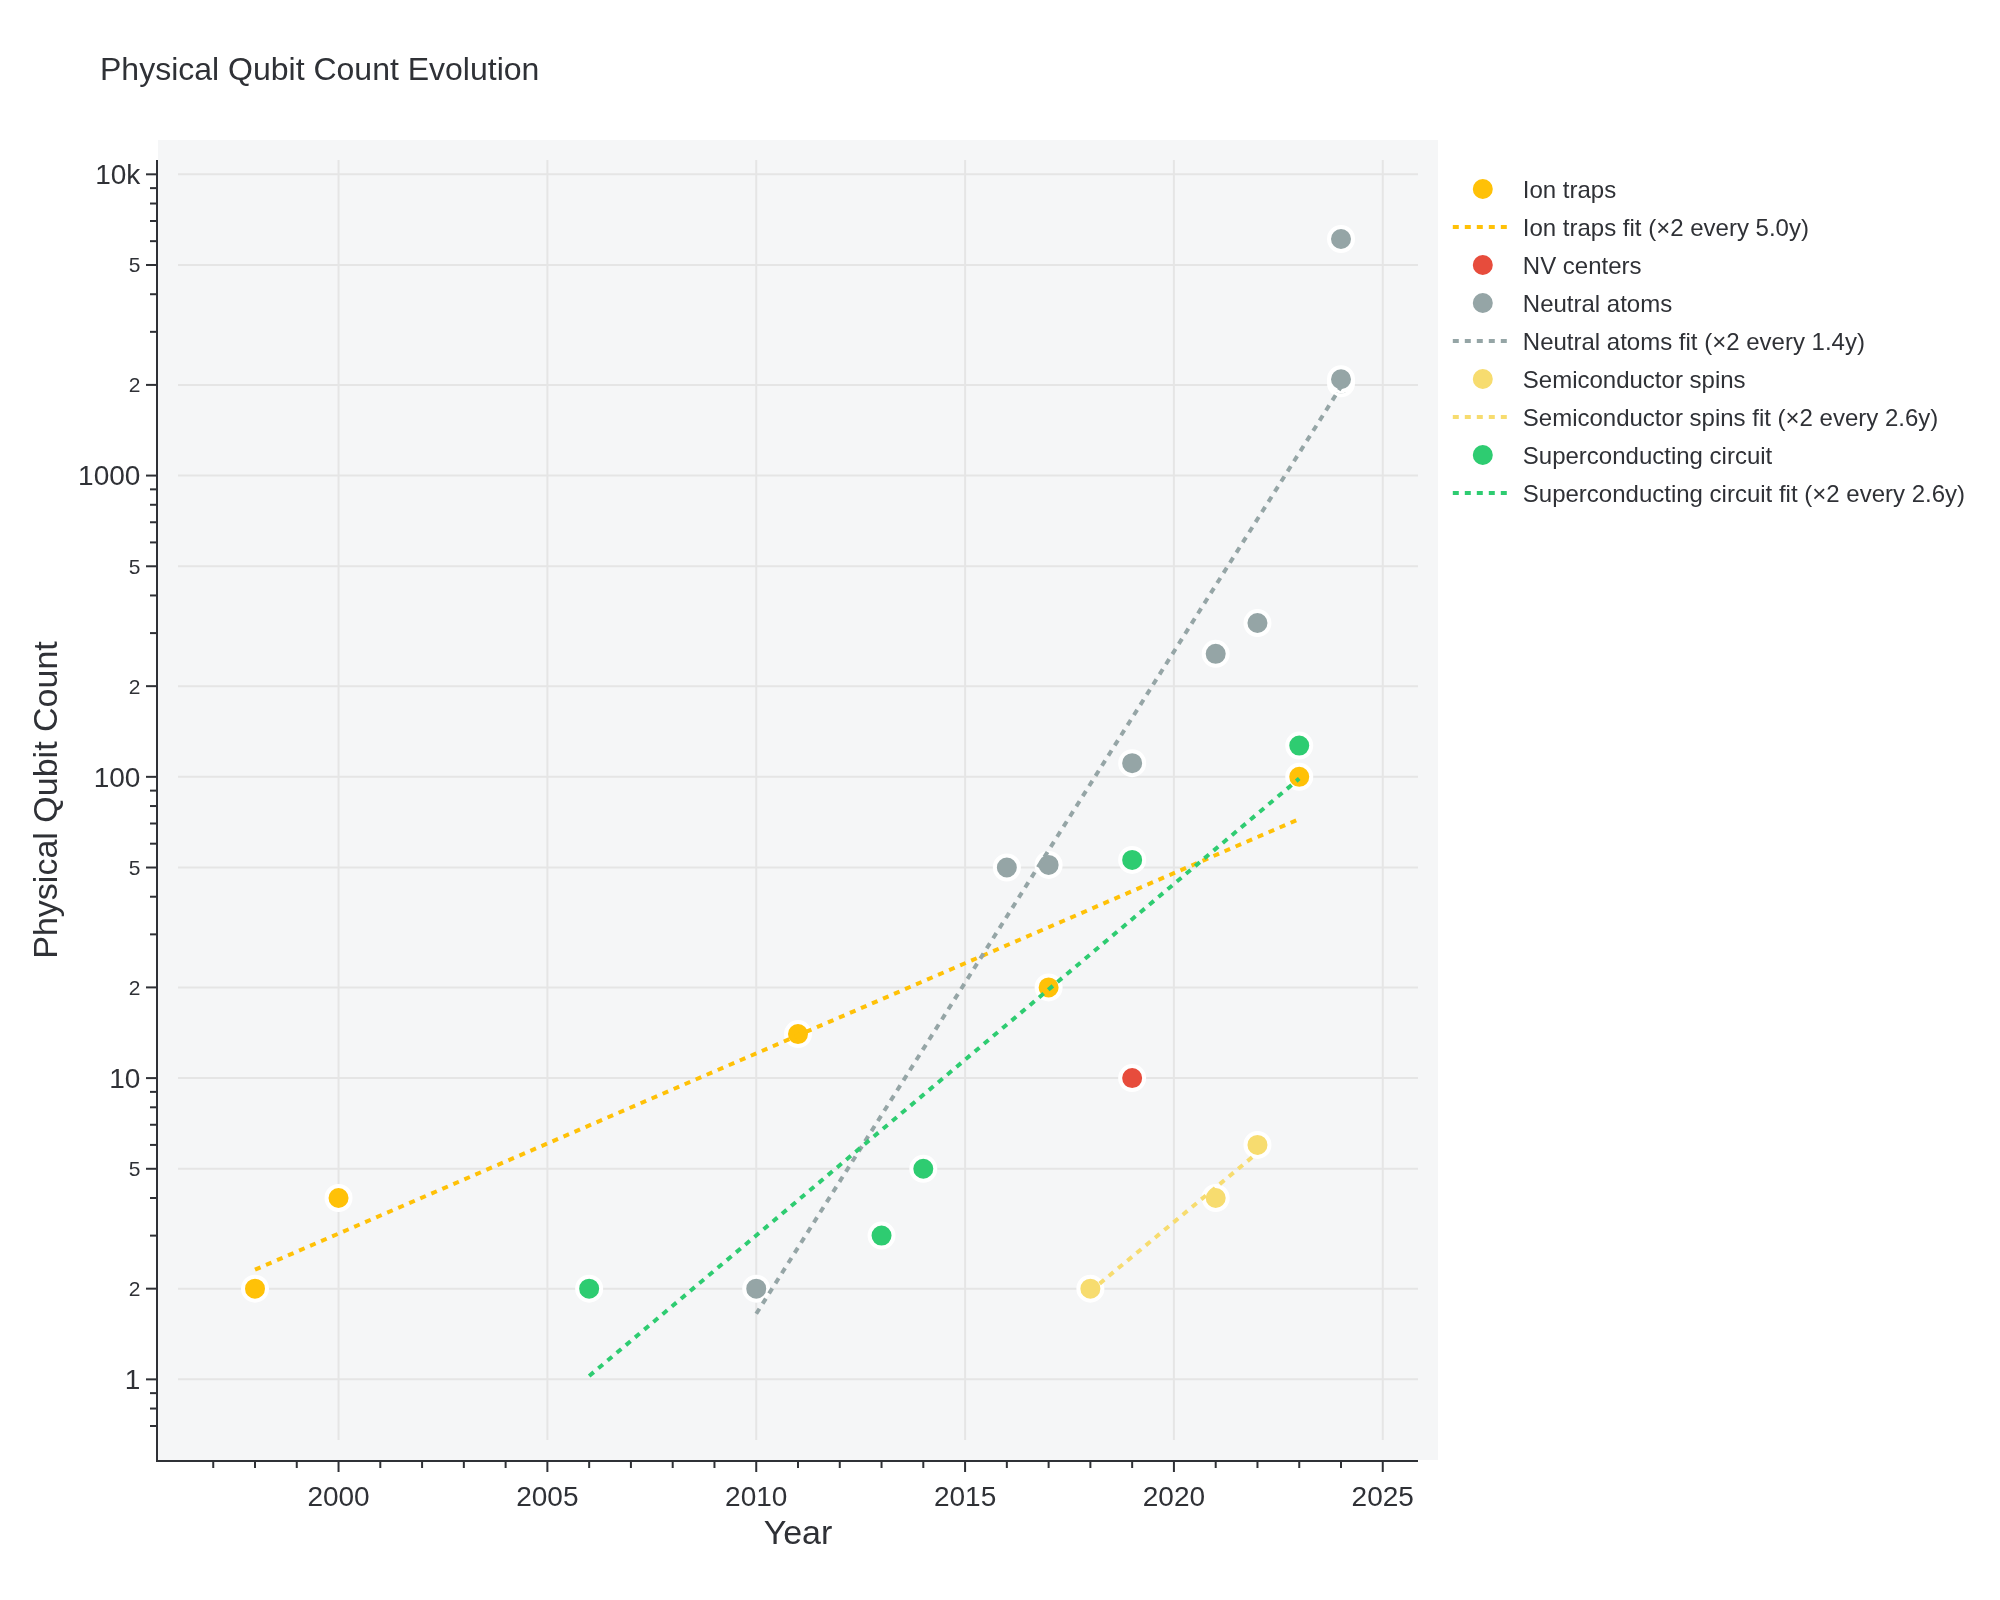 Physical Qubit Count Evolution
10k
5
2
1000
5
2
100
5
2
10
5
2
1
Physical Qubit Count
2000
2005
2010
2015
2020
2025
Year
Ion traps
Ion traps fit (×2 every 5.0y)
NV centers
Neutral atoms
Neutral atoms fit (×2 every 1.4y)
Semiconductor spins
Semiconductor spins fit (×2 every 2.6y)
Superconducting circuit
Superconducting circuit fit (×2 every 2.6y)